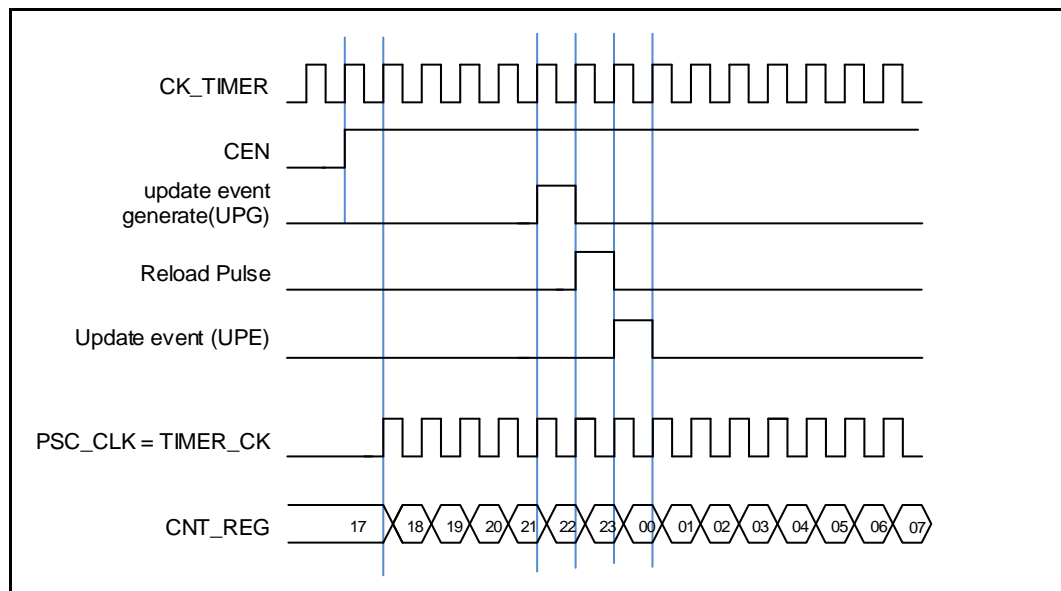 CK_TIMER
CEN
update event
generate(UPG)
Reload Pulse
Update event (UPE)
PSC_CLK = TIMER_CK
CNT_REG 17 18 19 20 21 22 23 00 01 02 03 04 05 06 07